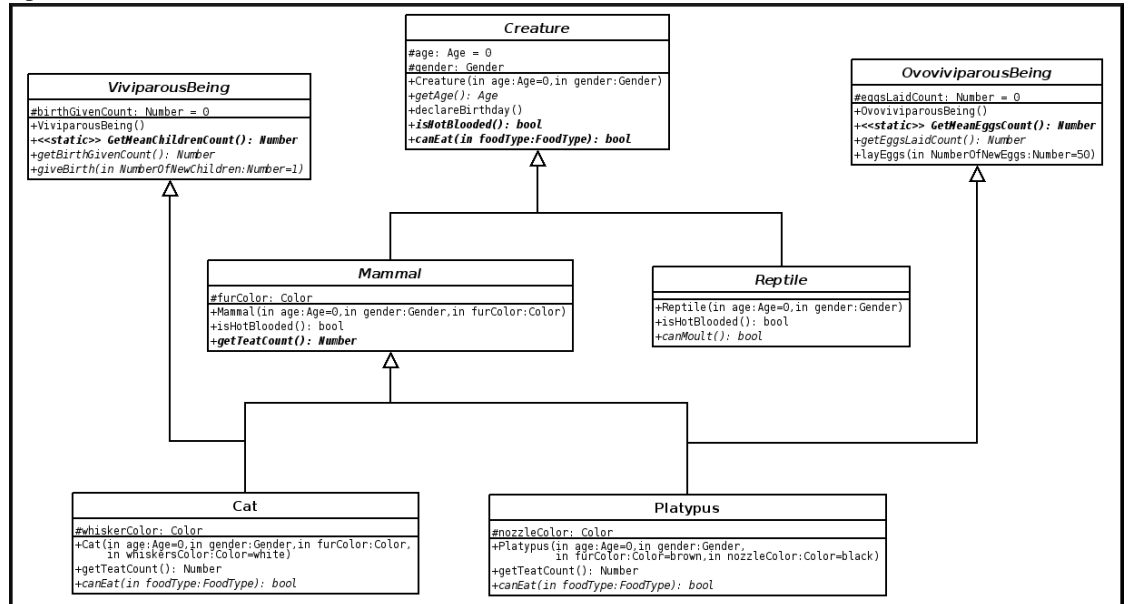 Creature
#age: Age = 0
#gender: Gender
+Creature(in age:Age=0,in gender:Gender)
+getAge(): Age
+declareBirthday()
+isHotBlooded(): bool
+canEat(in foodType:FoodType): bool
ViviparousBeing
#birthGivenCount: Number = 0
+ViviparousBeing()
+<<static>> GetMeanChildrenCount(): Number
+getBirthGivenCount(): Number
+giveBirth(in NumberOfNewChildren:Number=1)
OvoviviparousBeing
#eggsLaidCount: Number = 0
+OvoviviparousBeing()
+<<static>> GetMeanEggsCount(): Number
+getEggsLaidCount(): Number
+layEggs(in NumberOfNewEggs:Number=50)
Mammal
#furColor: Color
+Mammal(in age:Age=0,in gender:Gender,in furColor:Color)
+isHotBlooded(): bool
+getTeatCount(): Number
Reptile
+Reptile(in age:Age=0,in gender:Gender)
+isHotBlooded(): bool
+canMoult(): bool
Cat
#whiskerColor: Color
+Cat(in age:Age=0,in gender:Gender,in furColor:Color,
in whiskersColor:Color=white)
+getTeatCount(): Number
+canEat(in foodType:FoodType): bool
Platypus
#nozzleColor: Color
+Platypus(in age:Age=0,in gender:Gender,
in furColor:Color=brown,in nozzleColor:Color=black)
+getTeatCount(): Number
+canEat(in foodType:FoodType): bool